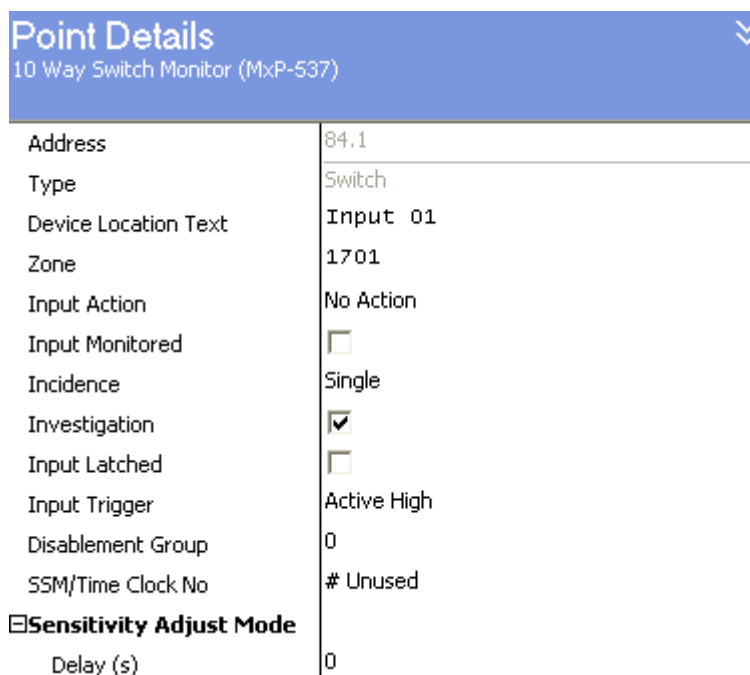 Point Details
10 Way Switch Monitor (MxP-537)
Address 84.1
Type Switch
Device Location Text Input 01
Zone 1701
Input Action No Action
Input Monitored
Incidence Single
Investigation
Input Latched
Input Trigger Active High
Disablement Group 0
SSM/Time Clock No # Unused
Sensitivity Adjust Mode
Delay (s) 0